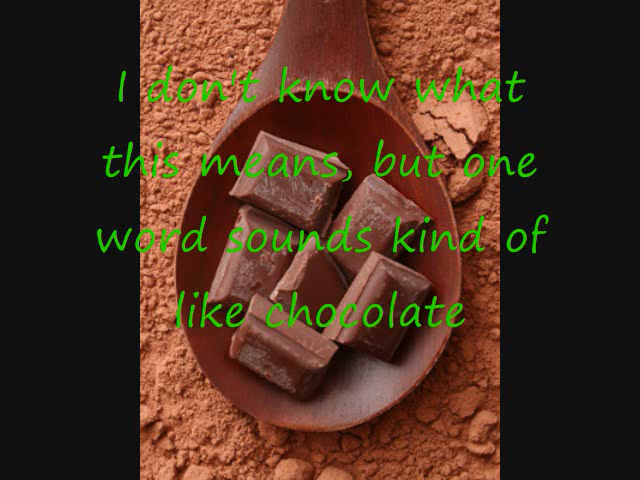 I don't know what
this means, but one
word sounds kind of
like chocolate